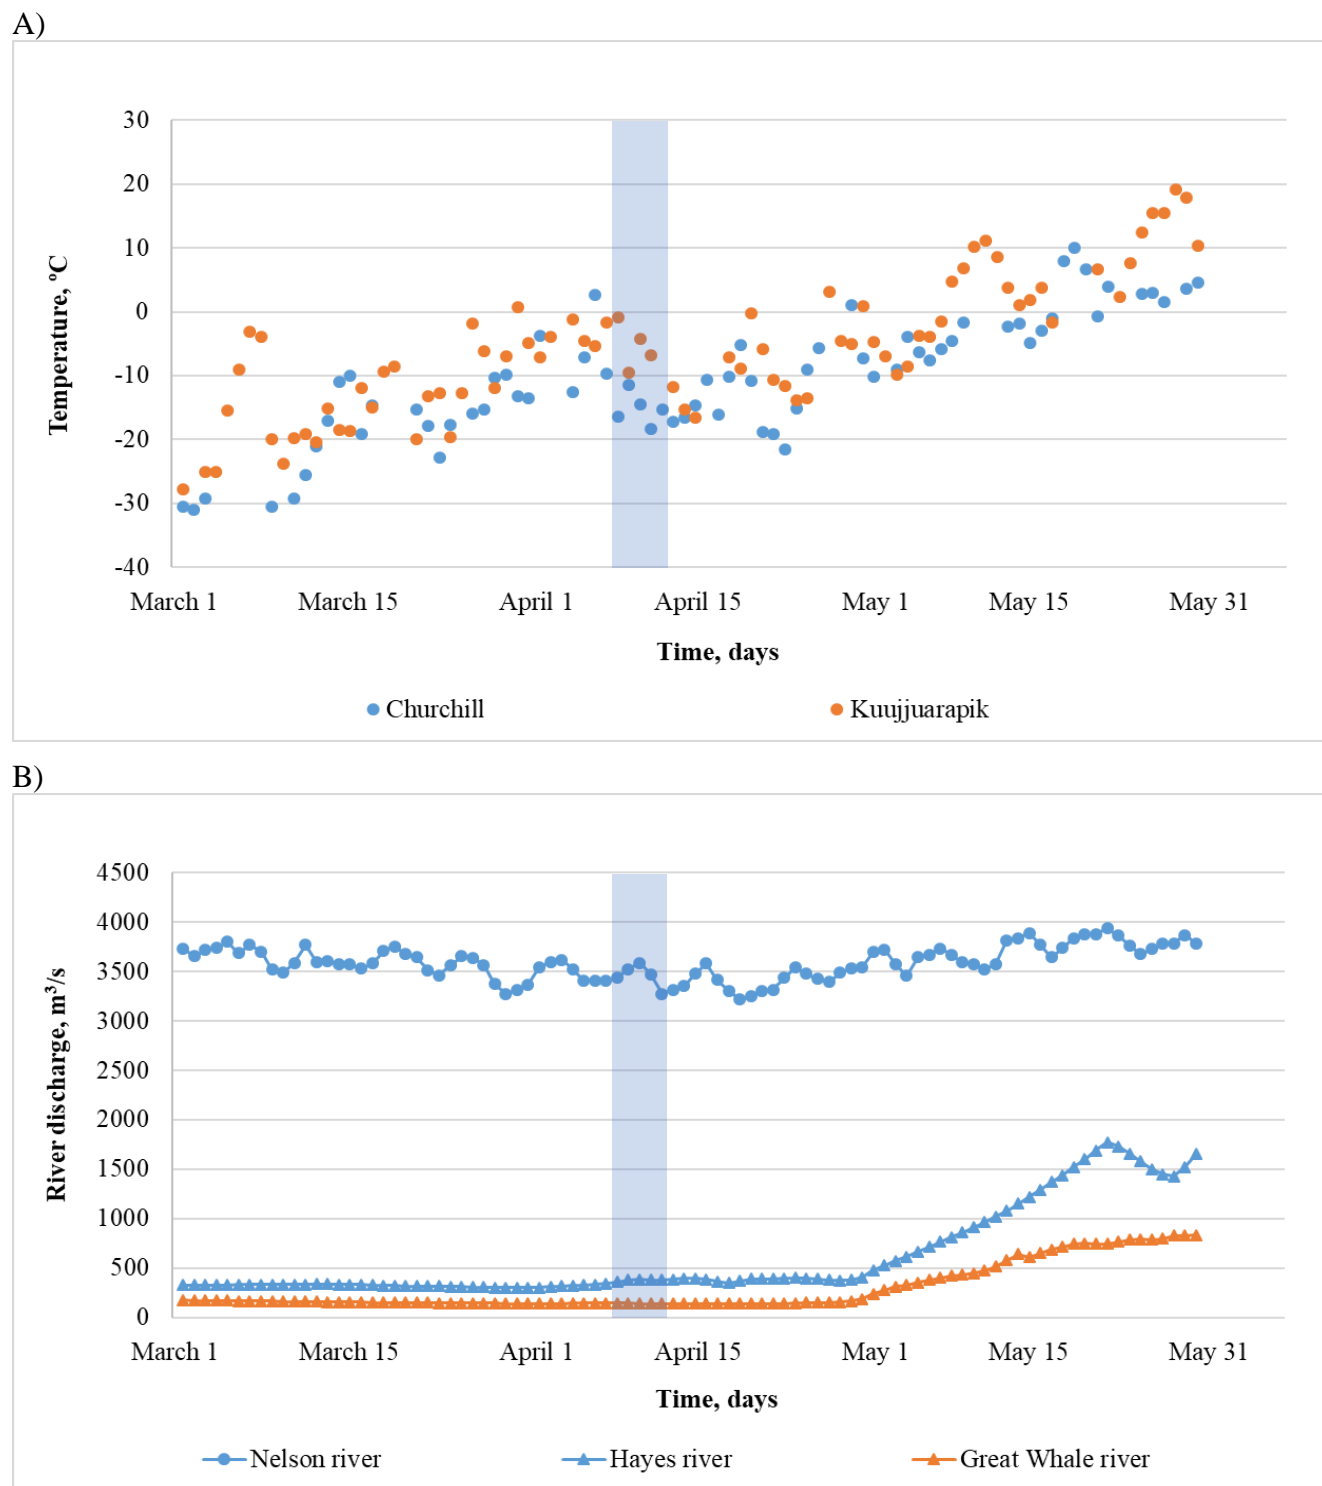 A)
30
20
10
0
-10
-20
-30
-40
Temperature, ºC
March 1 March 15 April 1 April 15 May 1 May 15 May 31
Time, days
Churchill Kuujjuarapik
B)
4500
4000
3500
3000
2500
2000
1500
1000
500
0
River discharge, m³/s
March 1 March 15 April 1 April 15 May 1 May 15 May 31
Time, days
Nelson river Hayes river Great Whale river